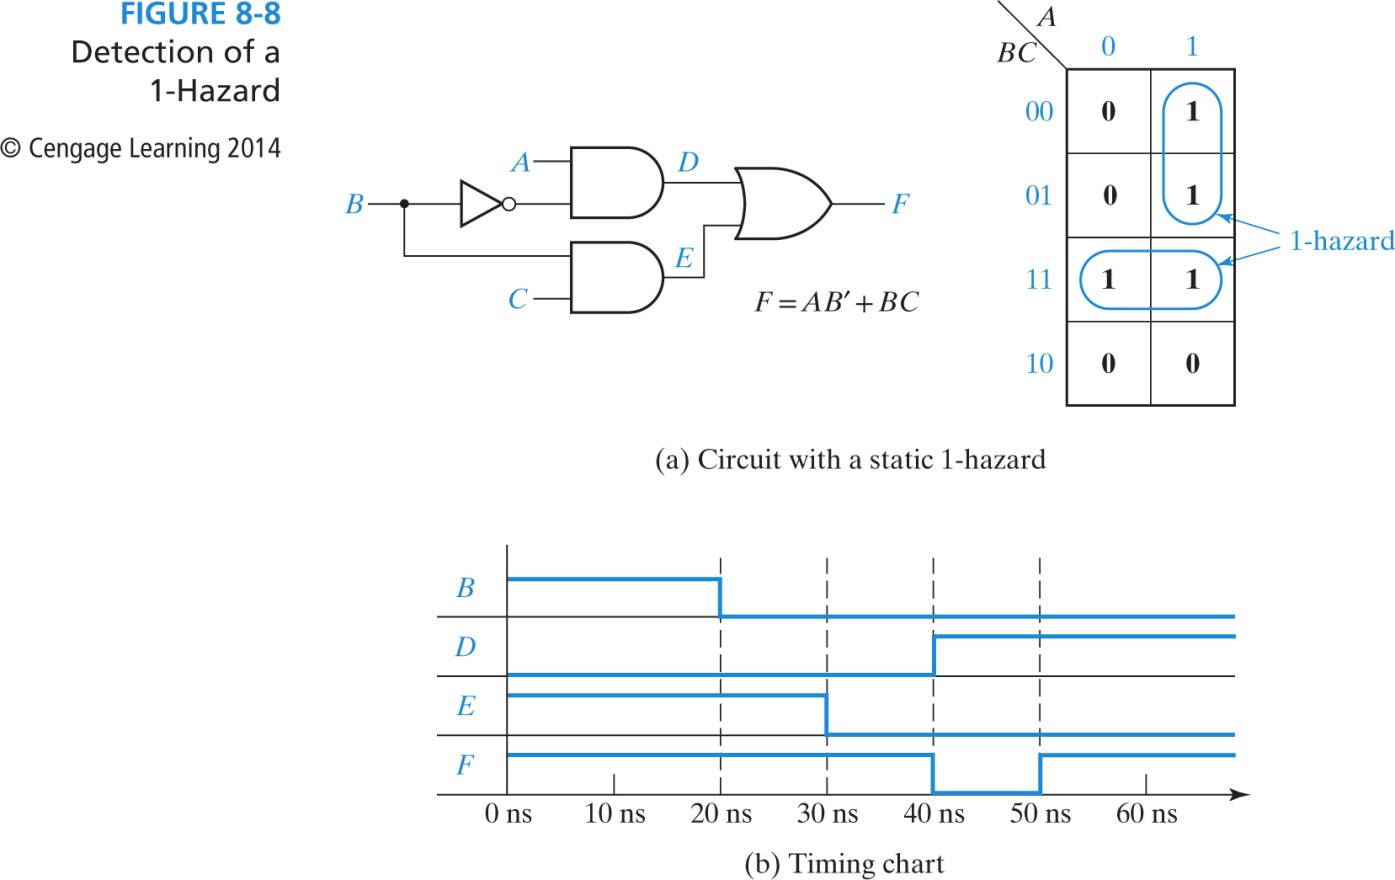 FIGURE 8-8
Detection of a
1-Hazard
© Cengage Learning 2014
A
D
B
F
E
C
F = AB′ + BC
A
BC
0 1
00 0 1
01 0 1
1-hazard
11 1 1
10 0 0
(a) Circuit with a static 1-hazard
B
D
E
F
0 ns 10 ns 20 ns 30 ns 40 ns 50 ns 60 ns
(b) Timing chart